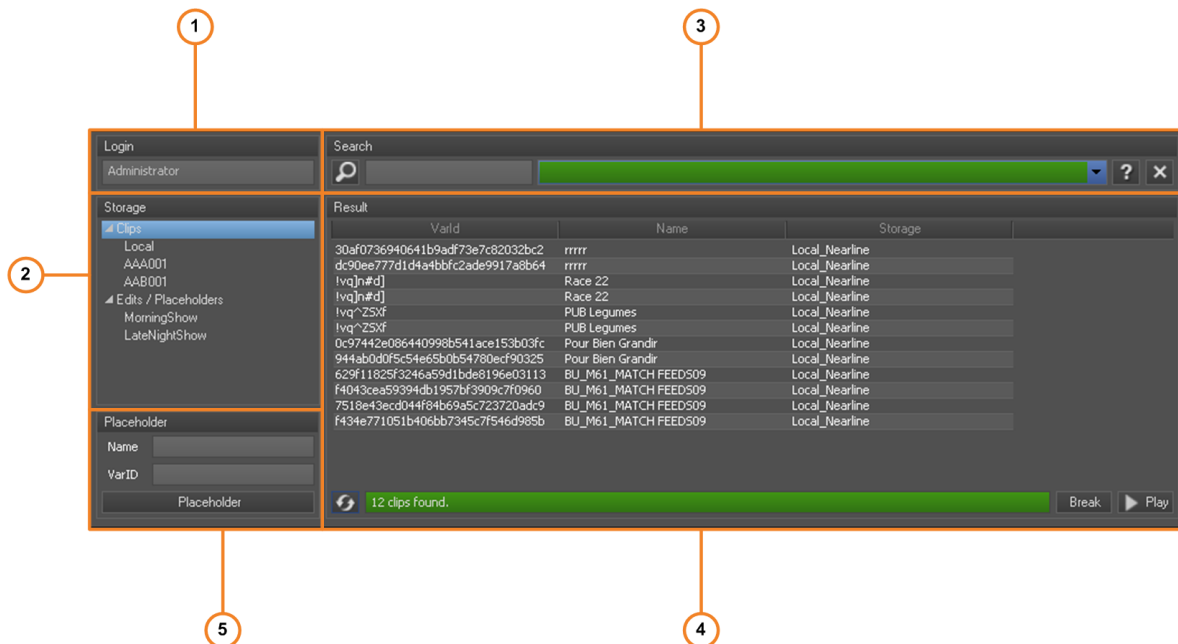 1
3
Login
Administrator
Search
?
Storage
Clips
Local
AAA001
AAB001
Edits / Placeholders
MorningShow
LateNightShow
2
Result
VarId Name Storage
30af0736940641b9adf73e7c82032bc2 rrrrr Local_Nearline
dc90ee777d1d4a4bbfc2ade9917a8b64 rrrrr Local_Nearline
!vq]n#d] Race 22 Local_Nearline
!vq]n#d] Race 22 Local_Nearline
!vq^ZSXf PUB Legumes Local_Nearline
!vq^ZSXf PUB Legumes Local_Nearline
0c97442e086440998b541ace153b03fc Pour Bien Grandir Local_Nearline
944ab0d0f5c54e65b0b54780ecf90325 Pour Bien Grandir Local_Nearline
629f11825f3246a59d1bde8196e03113 BU_M61_MATCH FEEDS09 Local_Nearline
f4043cea59394db1957bf3909c7f0960 BU_M61_MATCH FEEDS09 Local_Nearline
7518e43ecd044f84b69a5c723720adc9 BU_M61_MATCH FEEDS09 Local_Nearline
f434e771051b406bb7345c7f546d985b BU_M61_MATCH FEEDS09 Local_Nearline
Placeholder
Name
VarID
Placeholder
12 clips found.
Break
Play
5
4